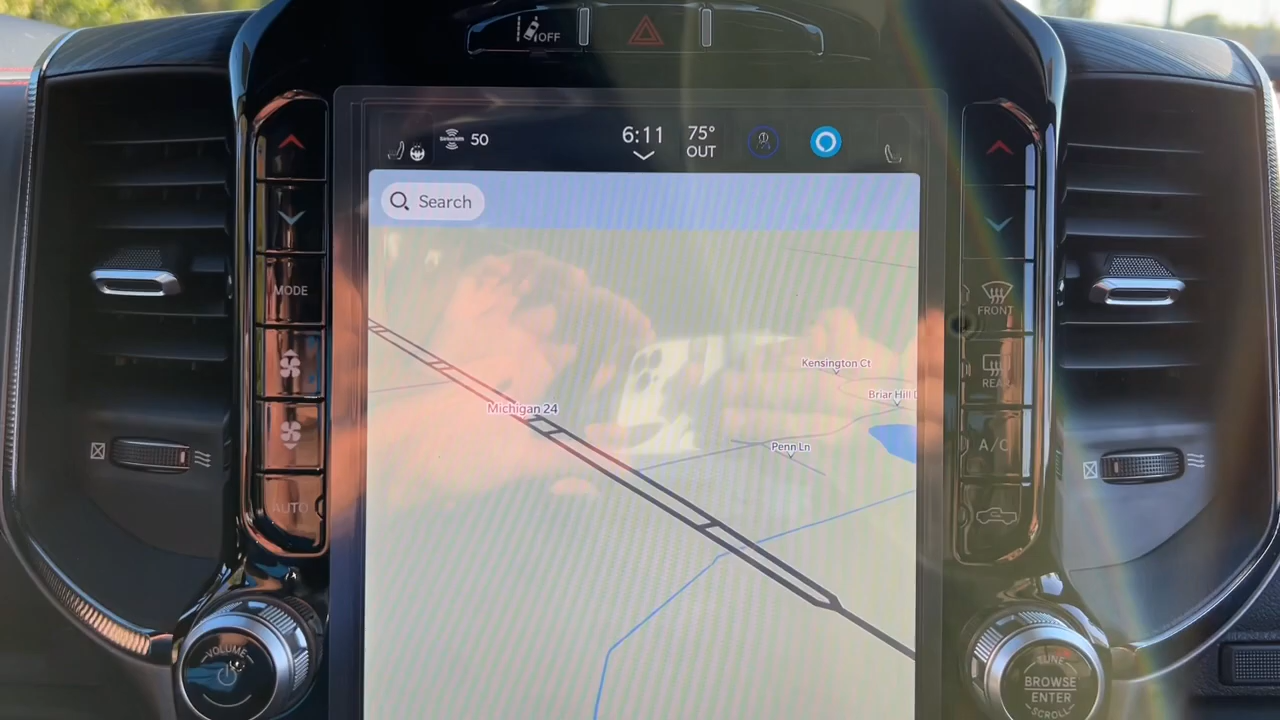 OFF
SiriusXM 50
6:11
75°
OUT
Search
MODE
FRONT
REAR
Kensington Ct
Briar Hill
Michigan 24
Penn Ln
A/C
AUTO
VOLUME
TUNE
BROWSE
ENTER
SCROLL